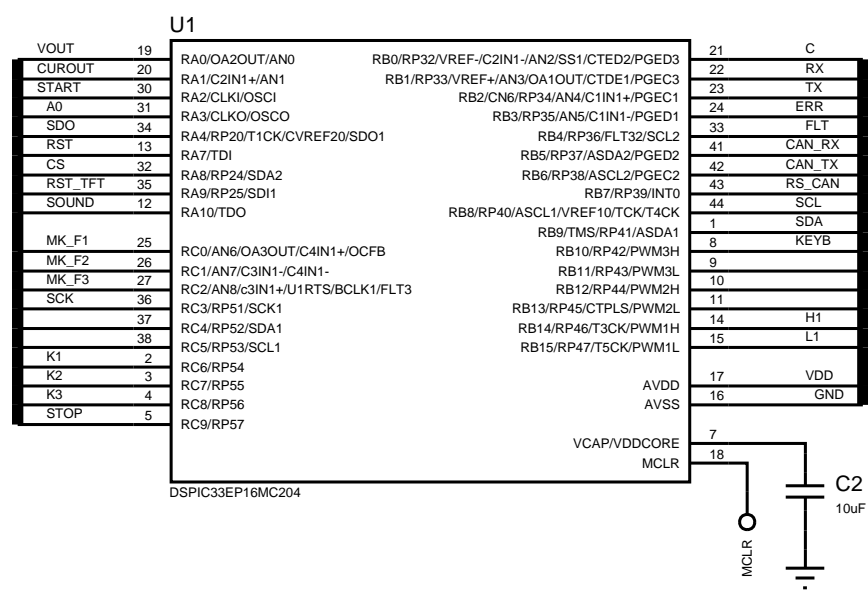 U1
VOUT 19 RA0/OA2OUT/AN0 RB0/RP32/VREF-/C2IN1-/AN2/SS1/CTED2/PGED3 21 C
CUROUT 20 RA1/C2IN1+/AN1 RB1/RP33/VREF+/AN3/OA1OUT/CTDE1/PGEC3 22 RX
START 30 RA2/CLKI/OSCI RB2/CN6/RP34/AN4/C1IN1+/PGEC1 23 TX
A0 31 RA3/CLKO/OSCO RB3/RP35/AN5/C1IN1-/PGED1 24 ERR
SDO 34 RA4/RP20/T1CK/CVREF20/SDO1 RB4/RP36/FLT32/SCL2 33 FLT
RST 13 RA7/TDI RB5/RP37/ASDA2/PGED2 41 CAN_RX
CS 32 RA8/RP24/SDA2 RB6/RP38/ASCL2/PGEC2 42 CAN_TX
RST_TFT 35 RA9/RP25/SDI1 RB7/RP39/INT0 43 RS_CAN
SOUND 12 RA10/TDO RB8/RP40/ASCL1/VREF10/TCK/T4CK 44 SCL
RB9/TMS/RP41/ASDA1 1 SDA
MK_F1 25 RC0/AN6/OA3OUT/C4IN1+/OCFB RB10/RP42/PWM3H 8 KEYB
MK_F2 26 RC1/AN7/C3IN1-/C4IN1- RB11/RP43/PWM3L 9
MK_F3 27 RC2/AN8/c3IN1+/U1RTS/BCLK1/FLT3 RB12/RP44/PWM2H 10
SCK 36 RC3/RP51/SCK1 RB13/RP45/CTPLS/PWM2L 11
37 RC4/RP52/SDA1 RB14/RP46/T3CK/PWM1H 14 H1
38 RC5/RP53/SCL1 RB15/RP47/T5CK/PWM1L 15 L1
K1 2 RC6/RP54
K2 3 RC7/RP55 AVDD 17 VDD
K3 4 RC8/RP56 AVSS 16 GND
STOP 5 RC9/RP57
VCAP/VDDCORE 7
MCLR 18
DSPIC33EP16MC204
C2
10uF
MCLR